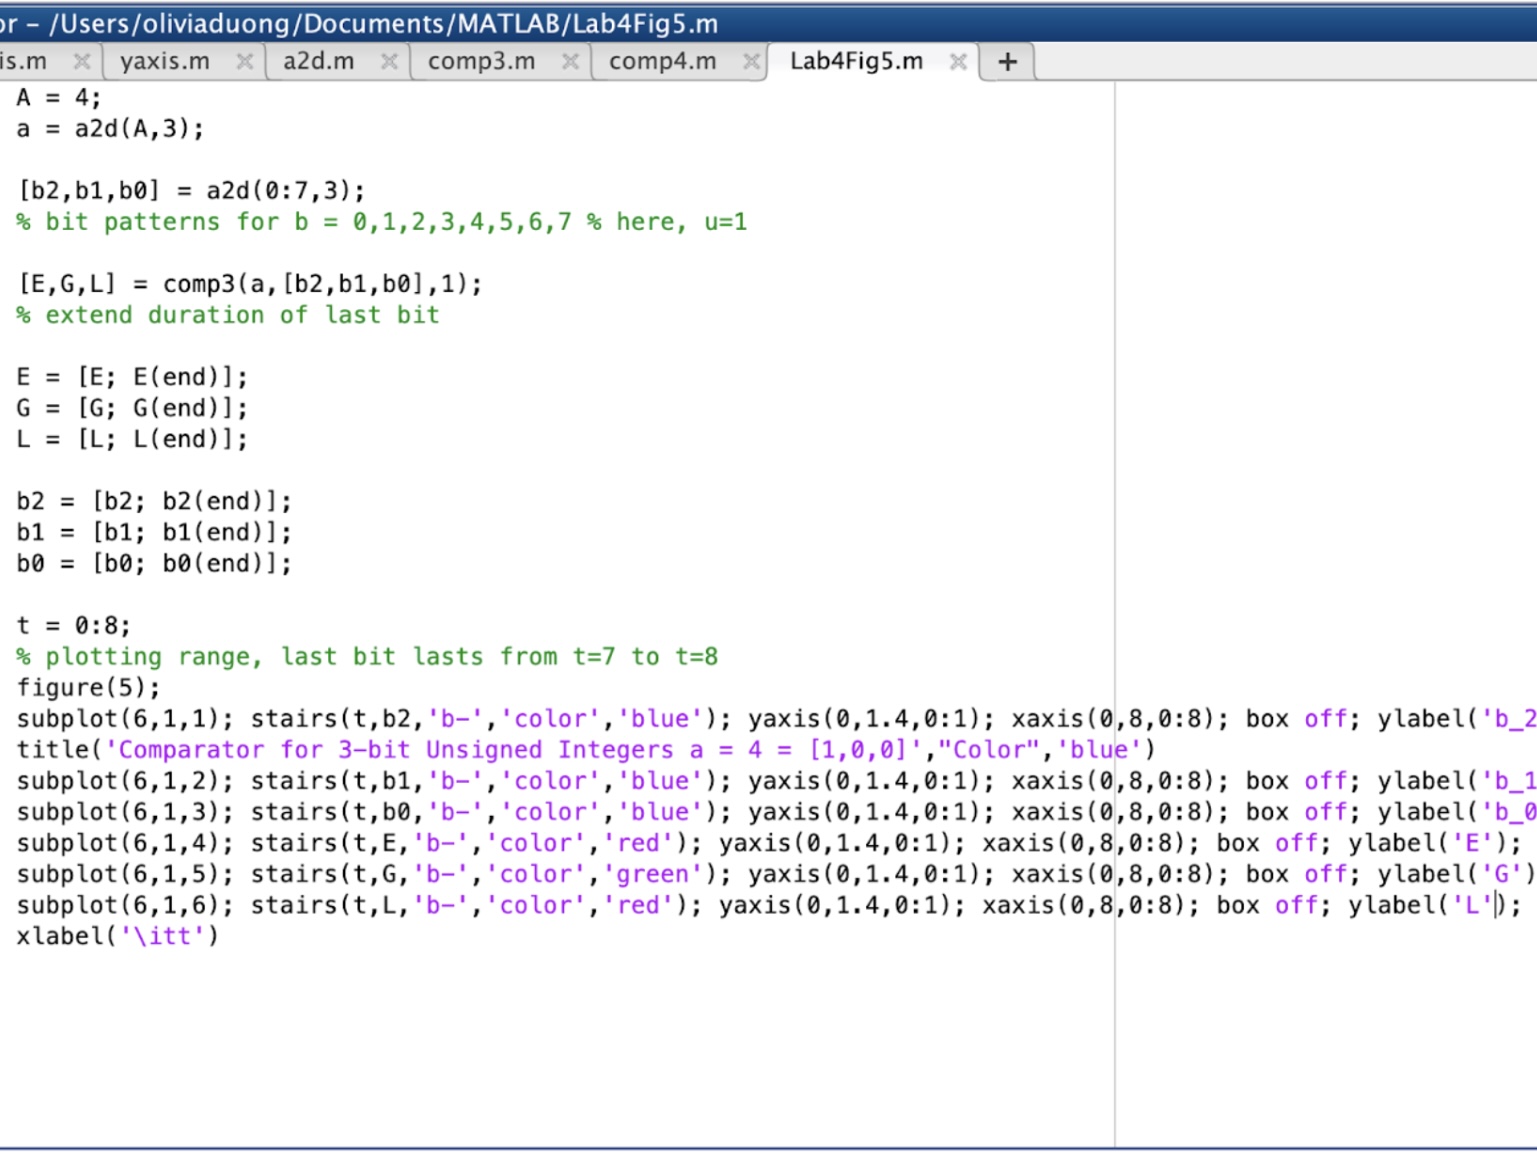 or – /Users/oliviaduong/Documents/MATLAB/Lab4Fig5.m
is.m yaxis.m a2d.m comp3.m comp4.m Lab4Fig5.m +
A = 4;
a = a2d(A,3);
[b2,b1,b0] = a2d(0:7,3);
% bit patterns for b = 0,1,2,3,4,5,6,7 % here, u=1
[E,G,L] = comp3(a,[b2,b1,b0],1);
% extend duration of last bit
E = [E; E(end)];
G = [G; G(end)];
L = [L; L(end)];
b2 = [b2; b2(end)];
b1 = [b1; b1(end)];
b0 = [b0; b0(end)];
t = 0:8;
% plotting range, last bit lasts from t=7 to t=8
figure(5);
subplot(6,1,1); stairs(t,b2,'b-','color','blue'); yaxis(0,1.4,0:1); xaxis(0,8,0:8); box off; ylabel('b_2
title('Comparator for 3-bit Unsigned Integers a = 4 = [1,0,0]',"Color",'blue')
subplot(6,1,2); stairs(t,b1,'b-','color','blue'); yaxis(0,1.4,0:1); xaxis(0,8,0:8); box off; ylabel('b_1
subplot(6,1,3); stairs(t,b0,'b-','color','blue'); yaxis(0,1.4,0:1); xaxis(0,8,0:8); box off; ylabel('b_0
subplot(6,1,4); stairs(t,E,'b-','color','red'); yaxis(0,1.4,0:1); xaxis(0,8,0:8); box off; ylabel('E');
subplot(6,1,5); stairs(t,G,'b-','color','green'); yaxis(0,1.4,0:1); xaxis(0,8,0:8); box off; ylabel('G')
subplot(6,1,6); stairs(t,L,'b-','color','red'); yaxis(0,1.4,0:1); xaxis(0,8,0:8); box off; ylabel('L');
xlabel('\itt')